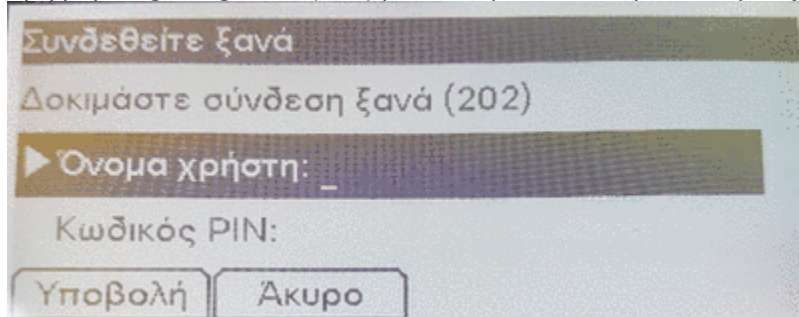 Συνδεθείτε ξανά
Δοκιμάστε σύνδεση ξανά (202)
Όνομα χρήστη: _
Κωδικός PIN:
Υποβολή Άκυρο